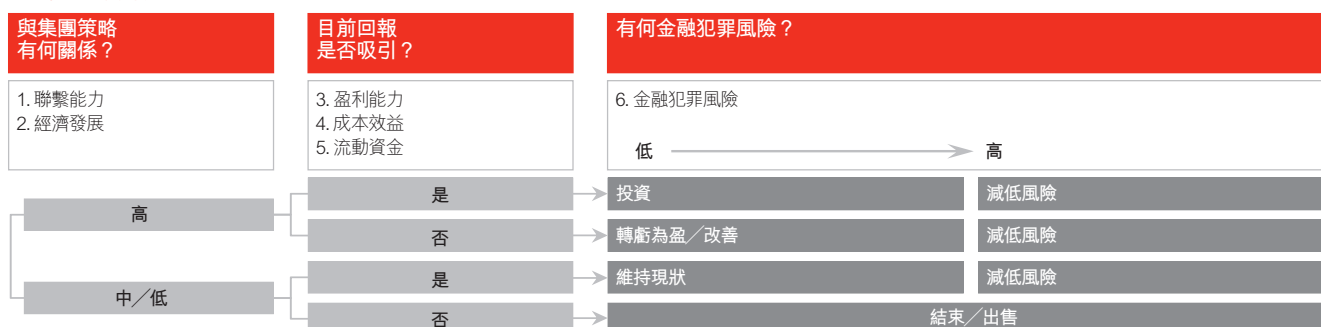 與集團策略
有何關係？
目前回報
是否吸引？
有何金融犯罪風險？
1. 聯繫能力
2. 經濟發展
3. 盈利能力
4. 成本效益
5. 流動資金
6. 金融犯罪風險
低
高
高
是
投資
減低風險
否
轉虧為盈／改善
減低風險
中／低
是
維持現狀
減低風險
否
結束／出售